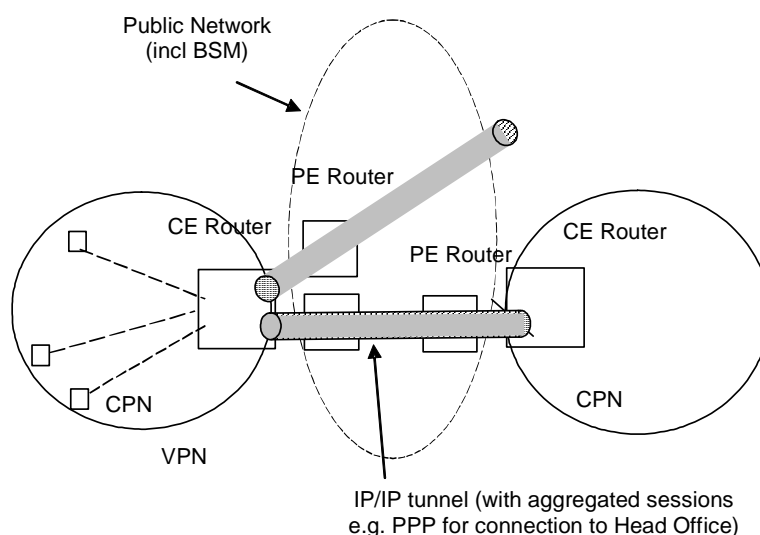 Public Network
(incl BSM)
PE Router
CE Router
PE Router
CE Router
CPN
VPN
CPN
IP/IP tunnel (with aggregated sessions
e.g. PPP for connection to Head Office)